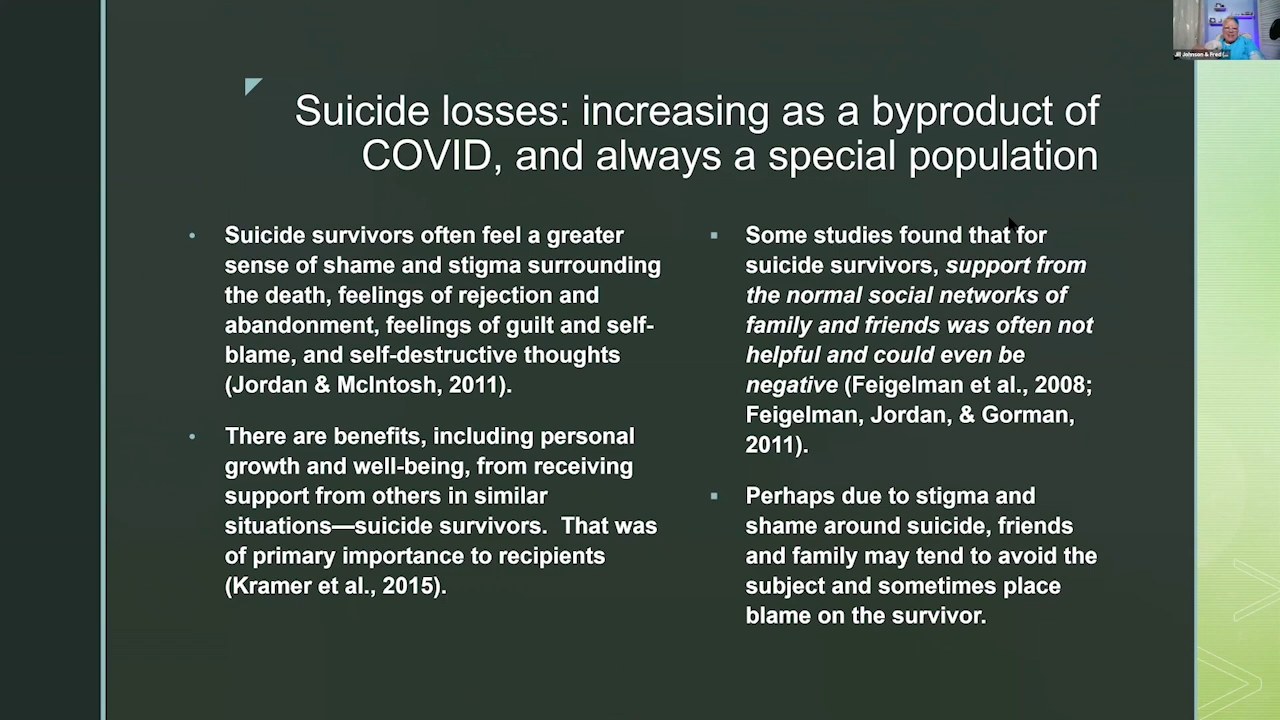 Jill Johnson & Fred (...
Suicide losses: increasing as a byproduct of
COVID, and always a special population
• Suicide survivors often feel a greater
sense of shame and stigma surrounding
the death, feelings of rejection and
abandonment, feelings of guilt and self-
blame, and self-destructive thoughts
(Jordan & McIntosh, 2011).
• There are benefits, including personal
growth and well-being, from receiving
support from others in similar
situations—suicide survivors.  That was
of primary importance to recipients
(Kramer et al., 2015).
▪ Some studies found that for
suicide survivors, support from
the normal social networks of
family and friends was often not
helpful and could even be
negative (Feigelman et al., 2008;
Feigelman, Jordan, & Gorman,
2011).
▪ Perhaps due to stigma and
shame around suicide, friends
and family may tend to avoid the
subject and sometimes place
blame on the survivor.